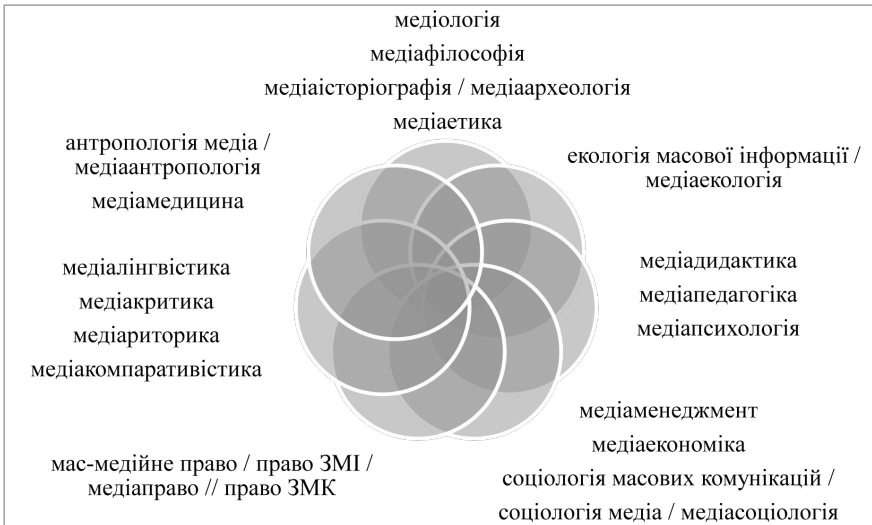 медіологія
медіафілософія
медіаісторіографія / медіаархеологія
медіаетика
антропологія медіа /
медіаантропологія
медіамедицина
екологія масової інформації /
медіаекологія
медіалінгвістика
медіакритика
медіариторика
медіакомпаративістика
медіадидактика
медіапедагогіка
медіапсихологія
мас-медійне право / право ЗМІ /
медіаправо // право ЗМК
медіаменеджмент
медіаекономіка
соціологія масових комунікацій /
соціологія медіа / медіасоціологія